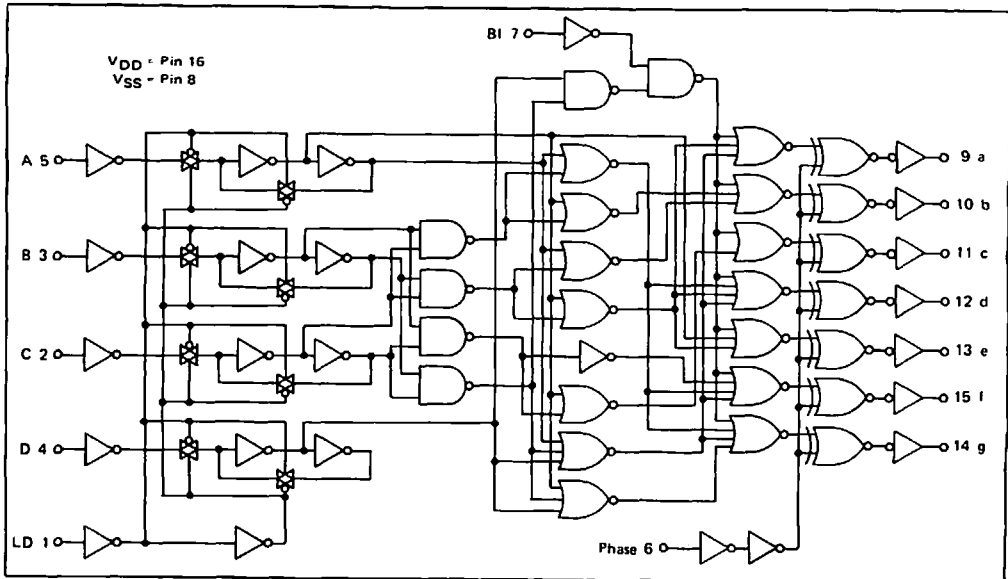 BI 7
VDD = Pin 16
VSS = Pin 8
A 5
9 a
10 b
B 3
11 c
12 d
C 2
13 e
15 f
D 4
14 g
LD 1
Phase 6